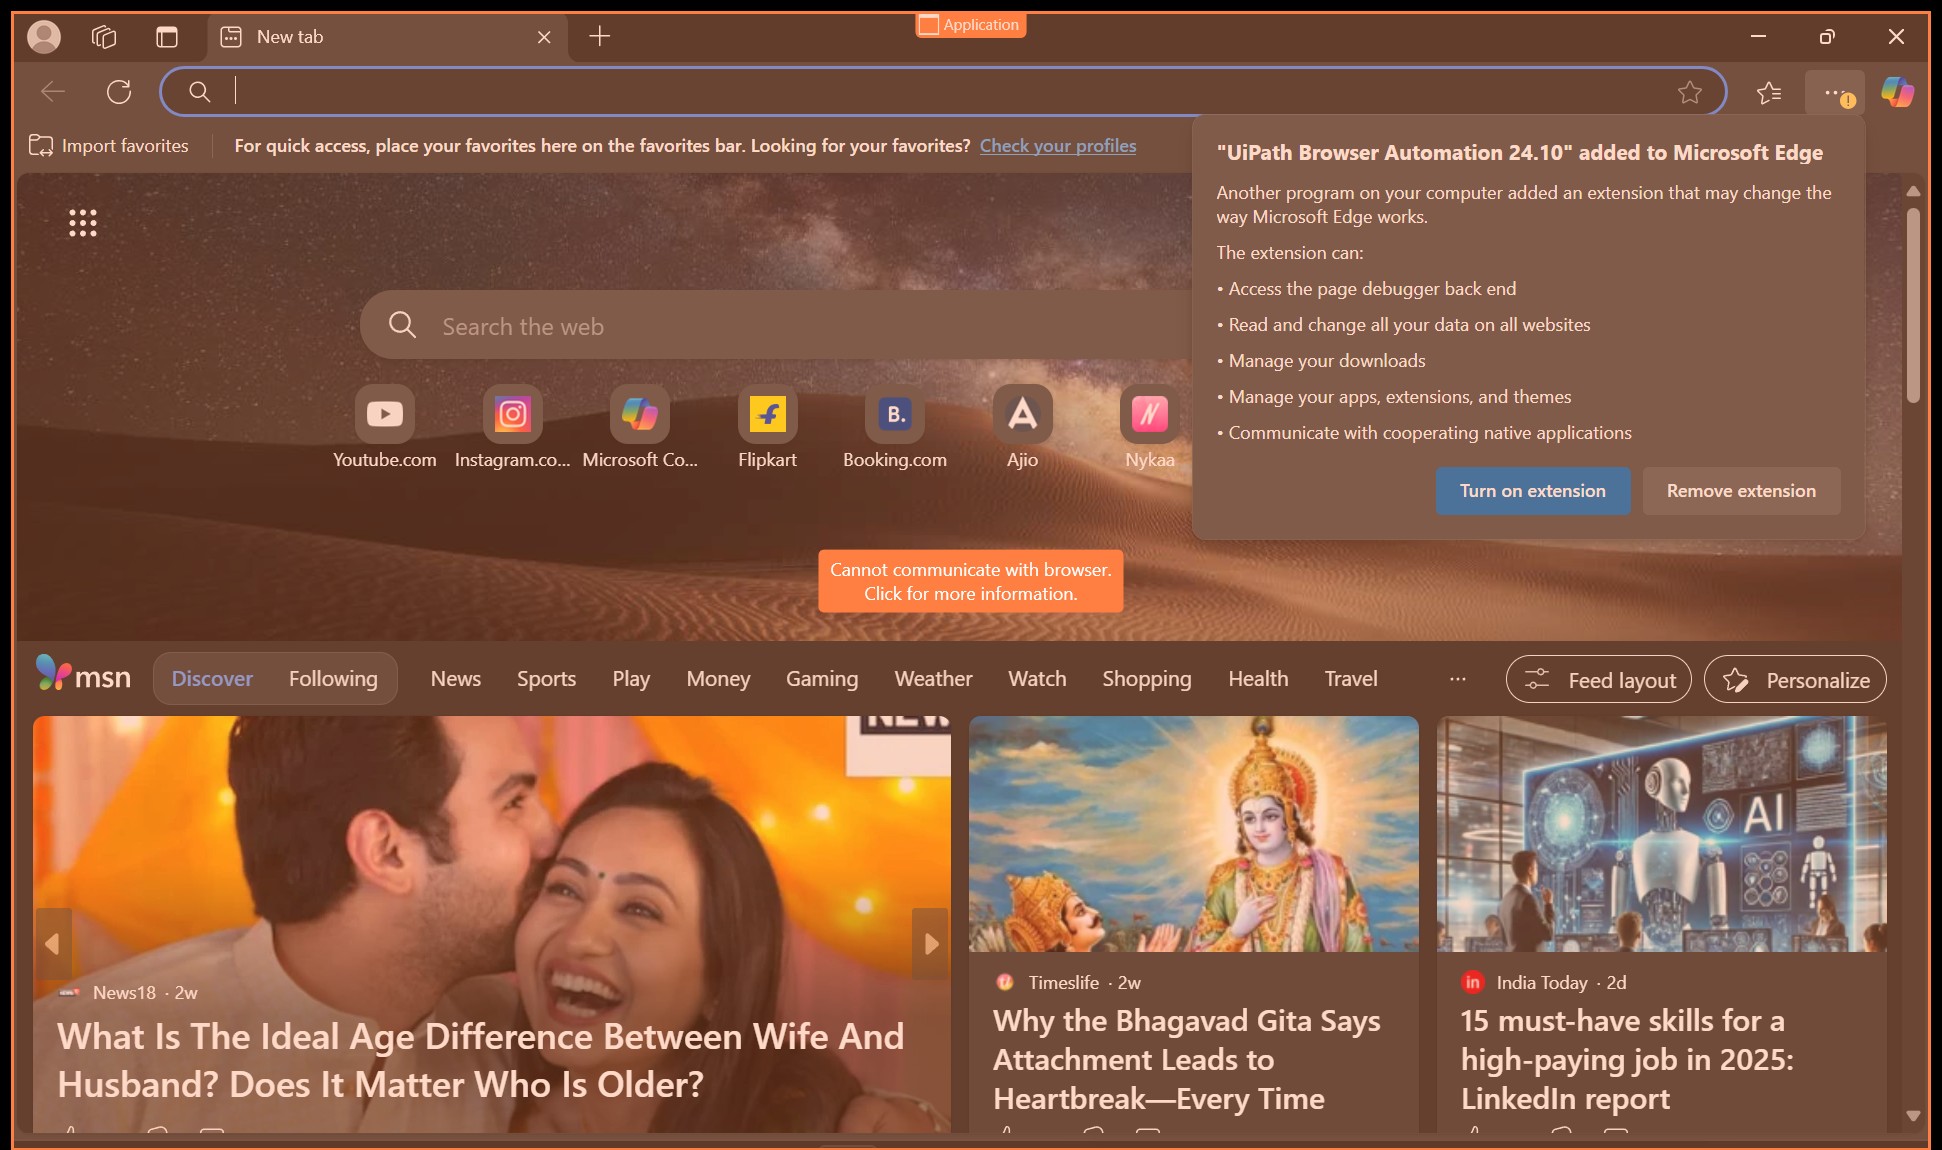 New tab
Application
Import favorites
For quick access, place your favorites here on the favorites bar. Looking for your favorites? Check your profiles
"UiPath Browser Automation 24.10" added to Microsoft Edge
Another program on your computer added an extension that may change the
way Microsoft Edge works.
The extension can:
• Access the page debugger back end
• Read and change all your data on all websites
• Manage your downloads
• Manage your apps, extensions, and themes
• Communicate with cooperating native applications
Turn on extension
Remove extension
Search the web
Youtube.com
Instagram.co...
Microsoft Co...
Flipkart
B.
Booking.com
Ajio
Nykaa
Cannot communicate with browser.
Click for more information.
msn
Discover
Following
News
Sports
Play
Money
Gaming
Weather
Watch
Shopping
Health
Travel
...
Feed layout
Personalize
AI
News18 · 2w
What Is The Ideal Age Difference Between Wife And
Husband? Does It Matter Who Is Older?
Timeslife · 2w
Why the Bhagavad Gita Says
Attachment Leads to
Heartbreak—Every Time
in
India Today · 2d
15 must-have skills for a
high-paying job in 2025:
LinkedIn report